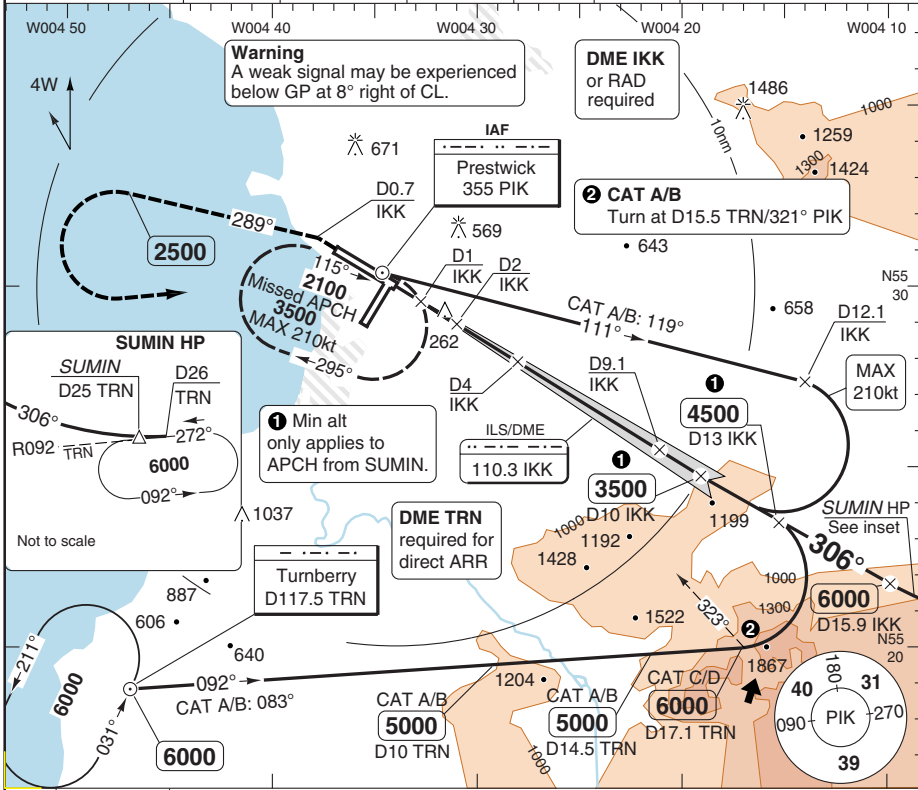 W004 50
W004 40
W004 30
W004 20
W004 10
4W
Warning
A weak signal may be experienced
below GP at 8° right of CL.
DME IKK
or RAD
required
1486
1000
10nm
1259
1300
1424
671
IAF
Prestwick
355 PIK
D0.7
IKK
❷ CAT A/B
Turn at D15.5 TRN/321° PIK
289°
2500
569
643
115°
2100
Missed APCH
3500
MAX 210kt
295°
D1
IKK
D2
IKK
N55
30
CAT A/B: 119°
111°
658
D12.1
IKK
262
SUMIN HP
SUMIN
D25 TRN
D26
TRN
306°
272°
R092
TRN
6000
092°
Not to scale
D4
IKK
D9.1
IKK
MAX
210kt
❶
4500
D13 IKK
❶ Min alt
only applies to
APCH from SUMIN.
ILS/DME
110.3 IKK
❶
3500
D10 IKK
1199
SUMIN HP
See inset
1037
DME TRN
required for
direct ARR
1000
1192
1428
306°
Turnberry
D117.5 TRN
887
606
640
1000
1300
6000
D15.9 IKK
323°
1522
❷
N55
20
211°
6000
031°
092°
CAT A/B: 083°
6000
1204
1867
CAT A/B
5000
D10 TRN
CAT A/B
5000
D14.5 TRN
CAT C/D
6000
D17.1 TRN
1000
180
40
31
090
PIK
270
39